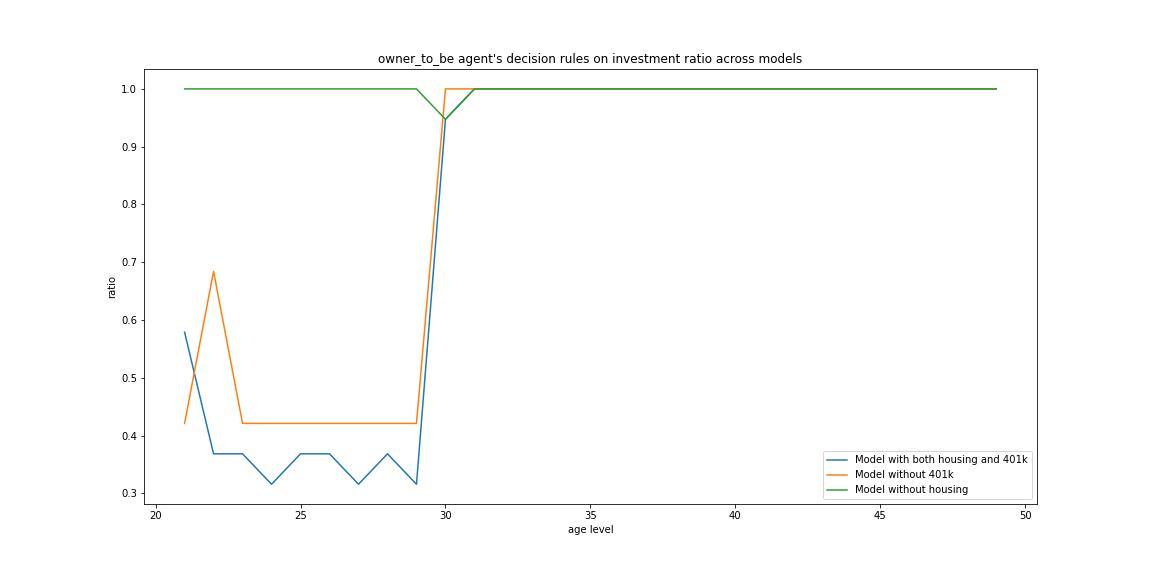 owner_to_be agent's decision rules on investment ratio across models
ratio
1.0
0.9
0.8
0.7
0.6
0.5
0.4
0.3
20 25 30 35 40 45 50
age level
Model with both housing and 401k
Model without 401k
Model without housing